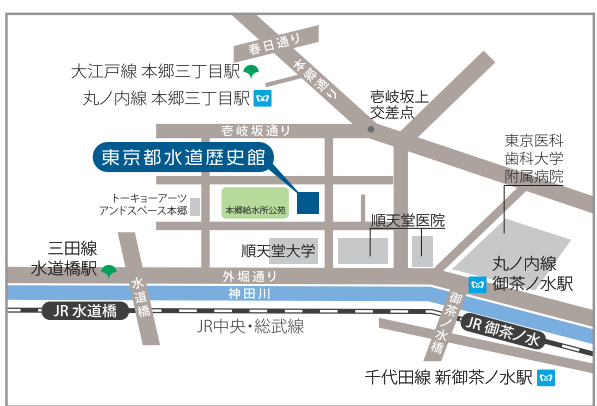 春日通り
大江戸線 本郷三丁目駅
本郷通り
丸ノ内線 本郷三丁目駅
壱岐坂上
交差点
壱岐坂通り
東京都水道歴史館
東京医科
歯科大学
附属病院
トーキョーアーツ
アンドスペース本郷
本郷給水所公苑
順天堂医院
三田線
水道橋駅
順天堂大学
丸ノ内線
御茶ノ水駅
外堀通り
水道橋
神田川
御茶ノ水橋
JR 水道橋
JR中央・総武線
JR 御茶ノ水
千代田線 新御茶ノ水駅